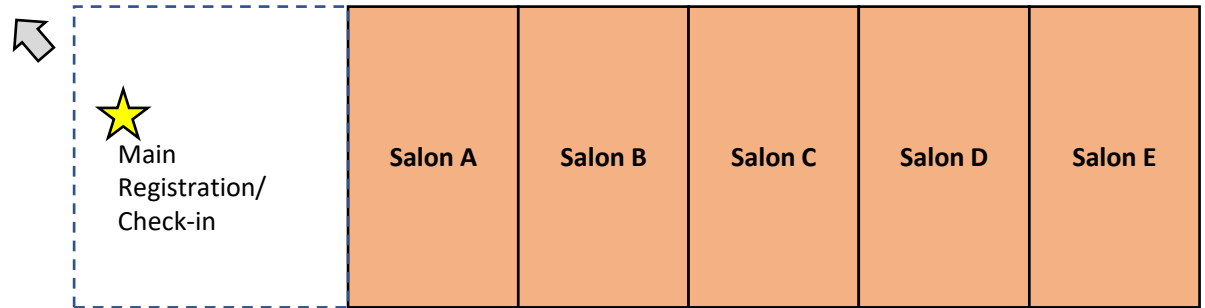 Main
Registration/
Check-in
Salon A
Salon B
Salon C
Salon D
Salon E